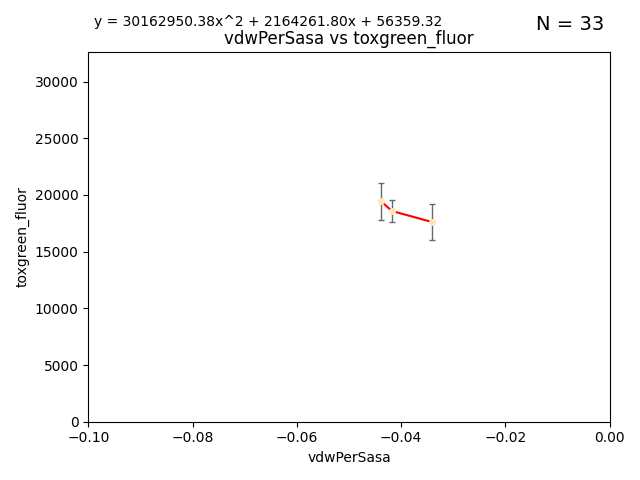 y = 30162950.38x^2 + 2164261.80x + 56359.32
N = 33
vdwPerSasa vs toxgreen_fluor
30000
25000
20000
15000
10000
5000
0
toxgreen_fluor
−0.10 −0.08 −0.06 −0.04 −0.02 0.00
vdwPerSasa